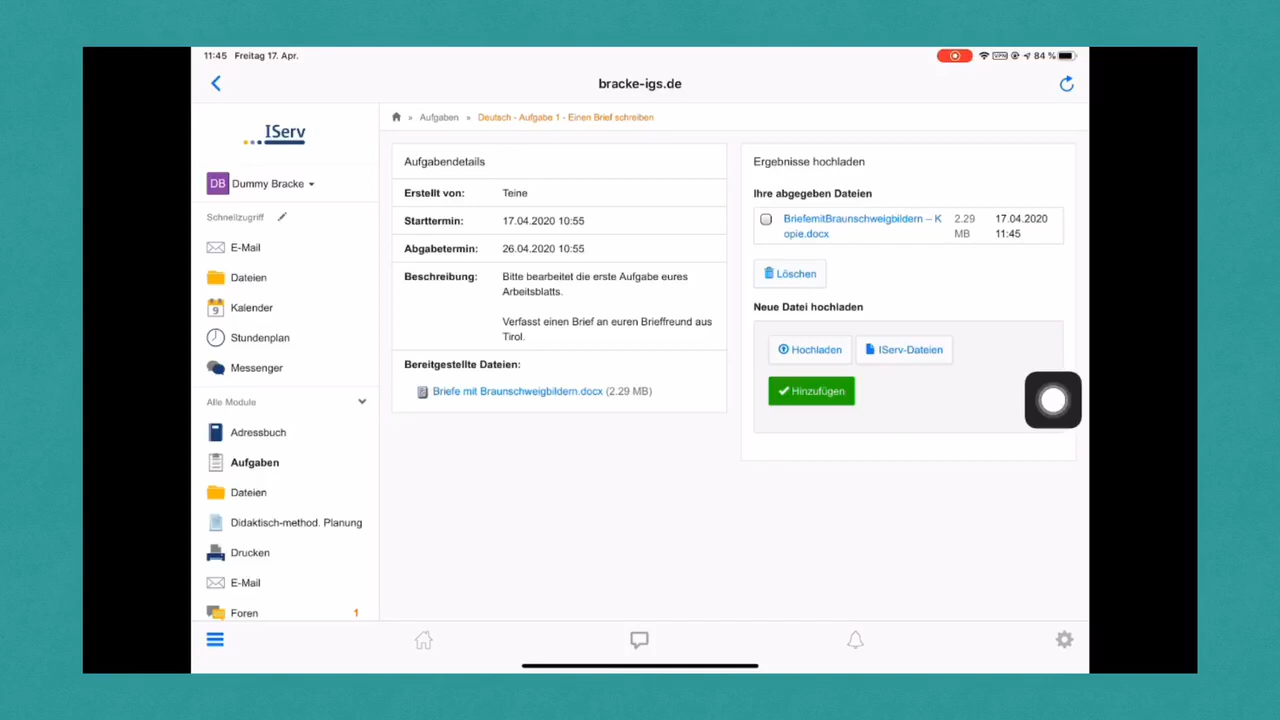 11:45 Freitag 17. Apr.
VPN 84 %
bracke-igs.de
IServ
DB Dummy Bracke
Schnellzugriff
E-Mail
Dateien
9 Kalender
Stundenplan
Messenger
Alle Module
Adressbuch
Aufgaben
Dateien
Didaktisch-method. Planung
Drucken
E-Mail
Foren 1
» Aufgaben » Deutsch - Aufgabe 1 - Einen Brief schreiben
Aufgabendetails
Erstellt von: Teine
Starttermin: 17.04.2020 10:55
Abgabetermin: 26.04.2020 10:55
Beschreibung: Bitte bearbeitet die erste Aufgabe eures
Arbeitsblatts.
Verfasst einen Brief an euren Brieffreund aus
Tirol.
Bereitgestellte Dateien:
Briefe mit Braunschweigbildern.docx (2.29 MB)
Ergebnisse hochladen
Ihre abgegeben Dateien
BriefemitBraunschweigbildern – K 2.29 17.04.2020
opie.docx MB 11:45
Löschen
Neue Datei hochladen
Hochladen IServ-Dateien
Hinzufügen